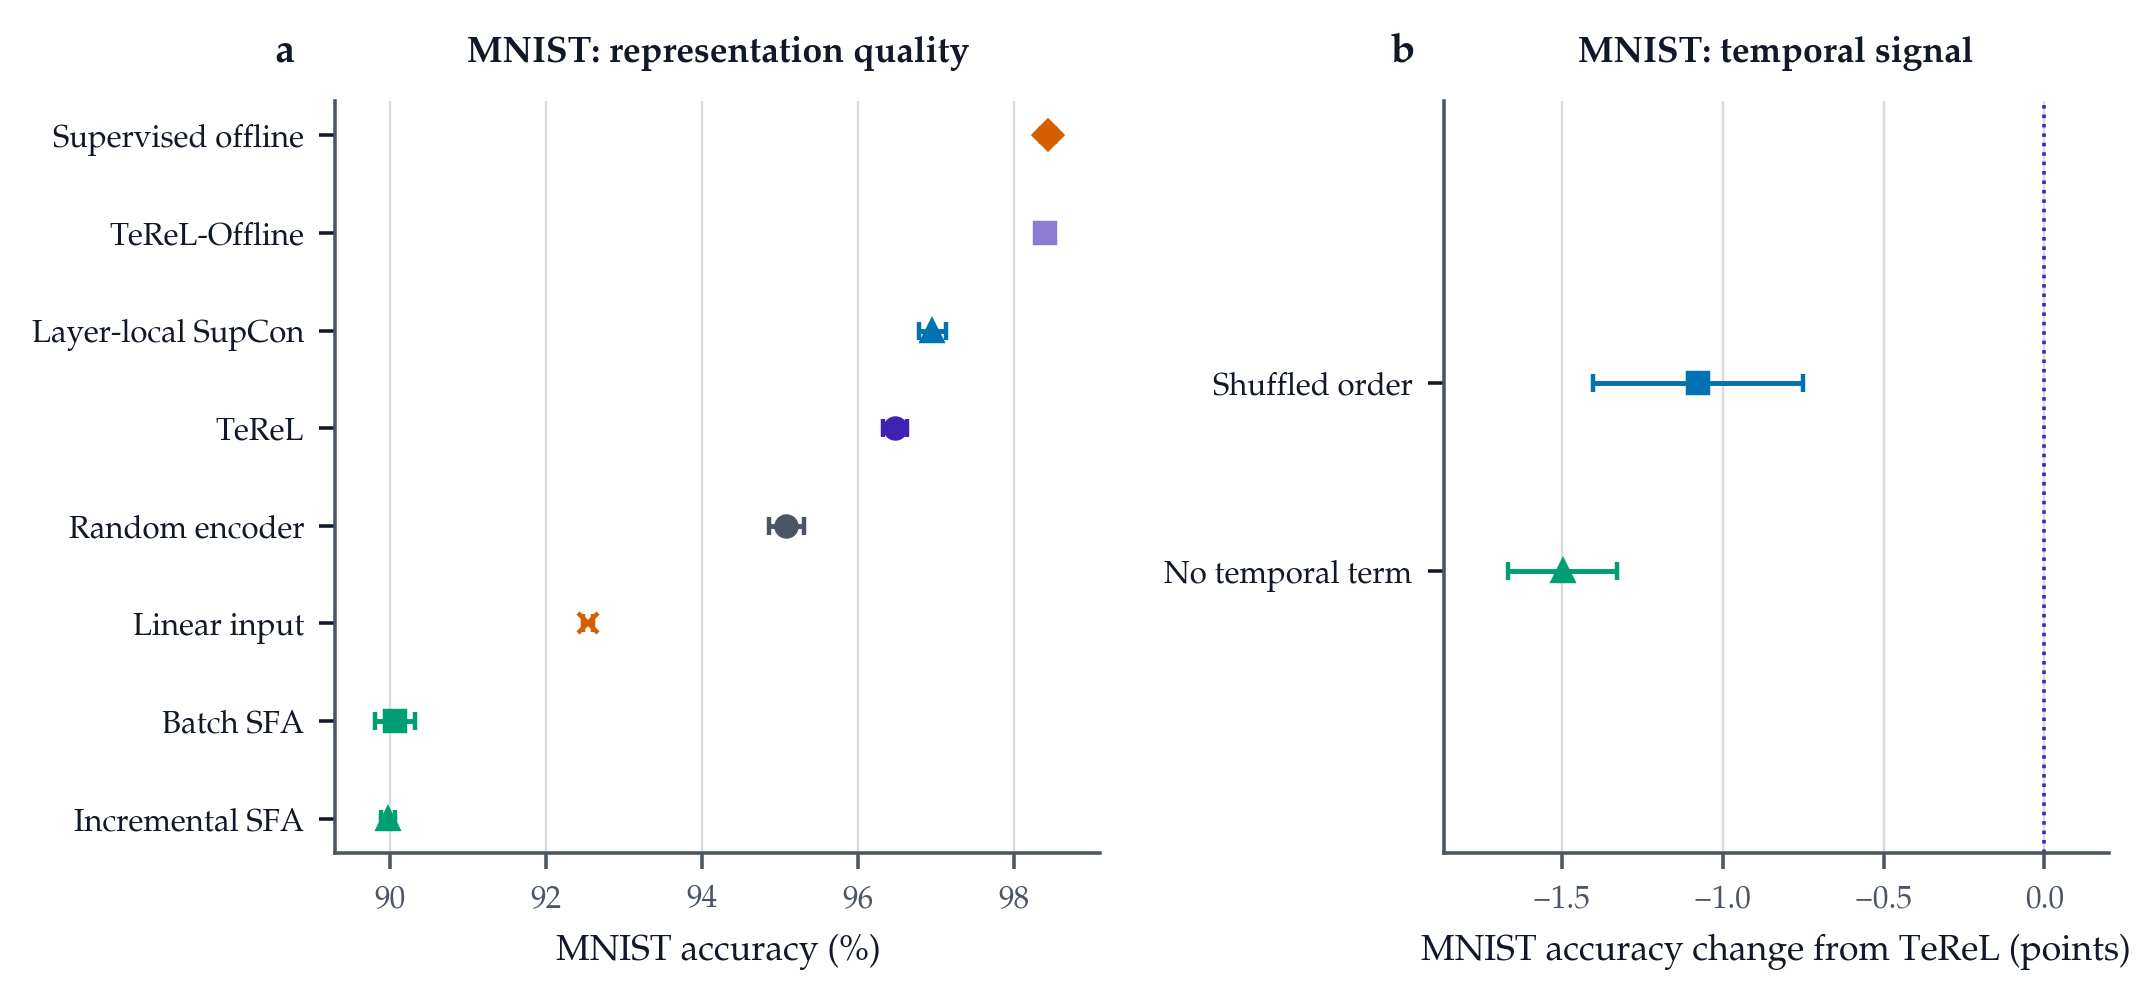 a
MNIST: representation quality
Supervised offline
TeReL-Offline
Layer-local SupCon
TeReL
Random encoder
Linear input
Batch SFA
Incremental SFA
90 92 94 96 98
MNIST accuracy (%)
b
MNIST: temporal signal
Shuffled order
No temporal term
−1.5 −1.0 −0.5 0.0
MNIST accuracy change from TeReL (points)